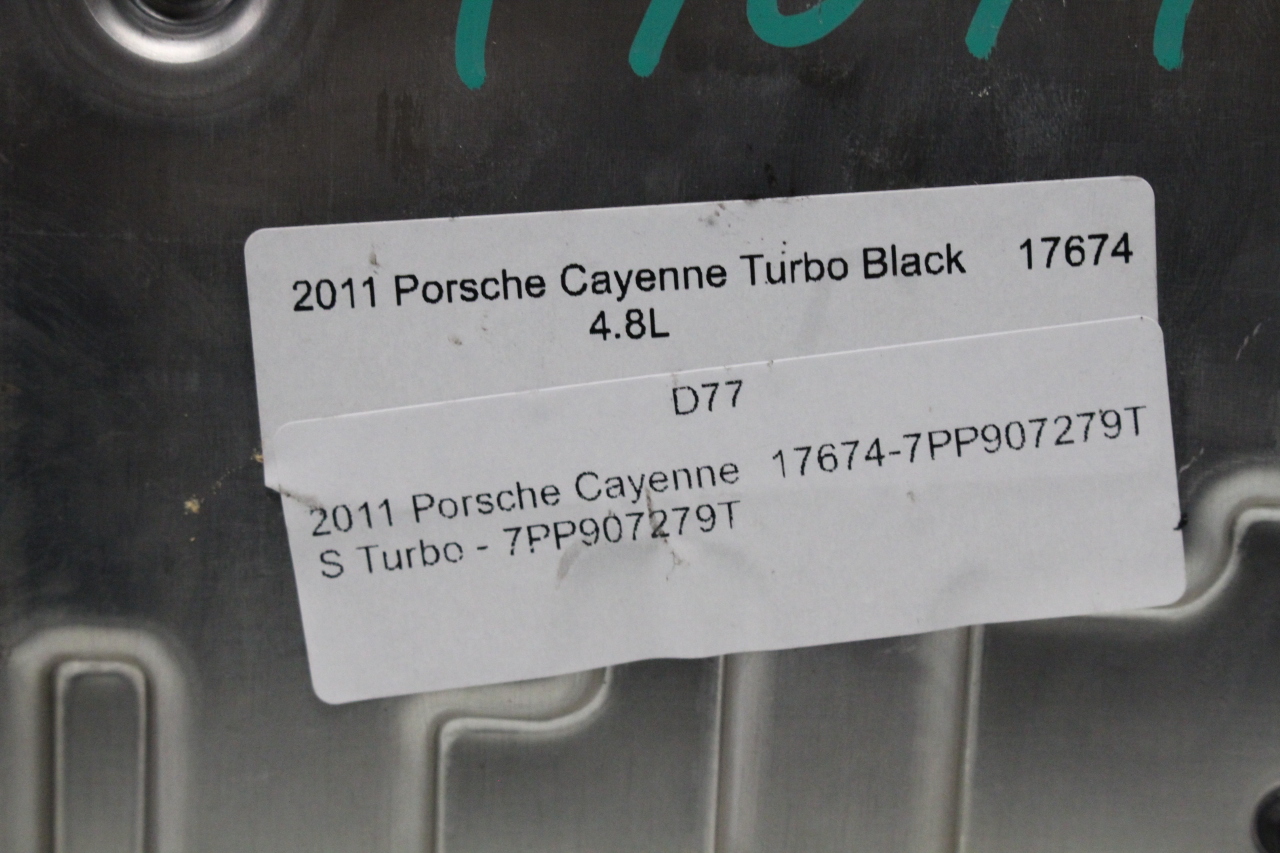 2011 Porsche Cayenne Turbo Black 17674
4.8L
D77
2011 Porsche Cayenne 17674-7PP907279T
S Turbo - 7PP907279T